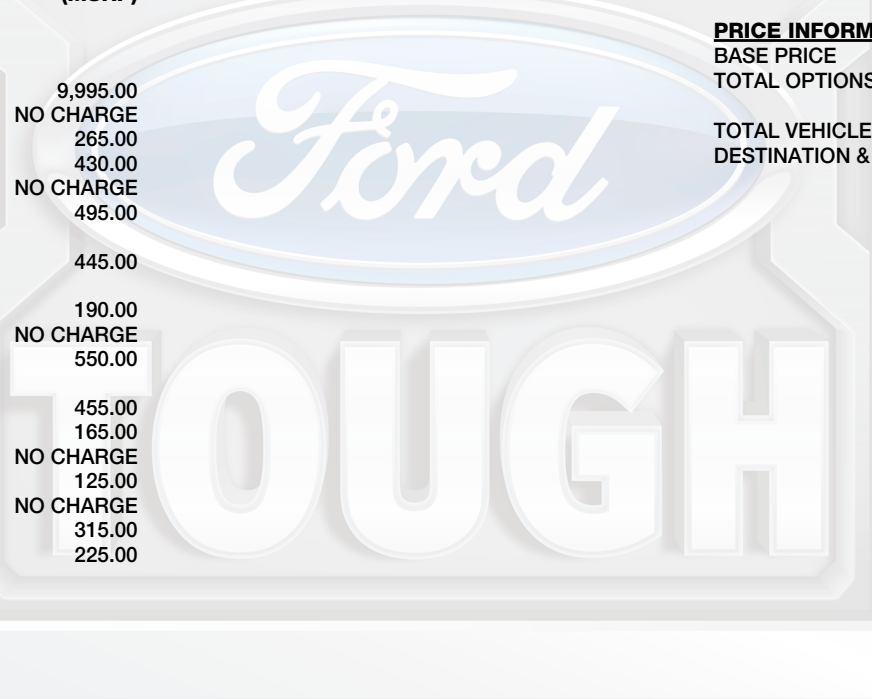 9,995.00
NO CHARGE
265.00
430.00
NO CHARGE
495.00
445.00
190.00
NO CHARGE
550.00
455.00
165.00
NO CHARGE
125.00
NO CHARGE
315.00
225.00
PRICE INFORM
BASE PRICE
TOTAL OPTIONS
TOTAL VEHICLE
DESTINATION &
Ford
TOUGH